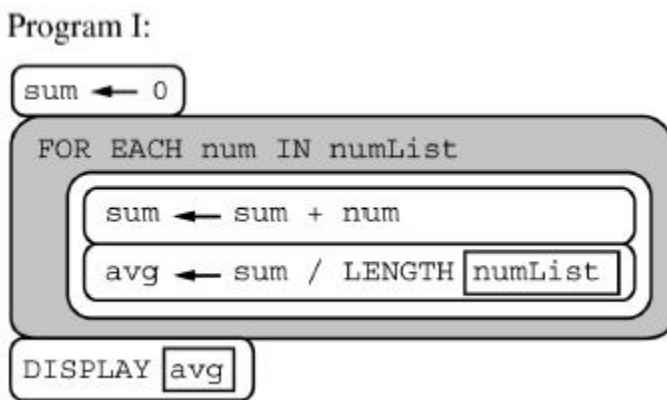 Program I:
sum ← 0
FOR EACH num IN numList
sum ← sum + num
avg ← sum / LENGTH numList
DISPLAY avg